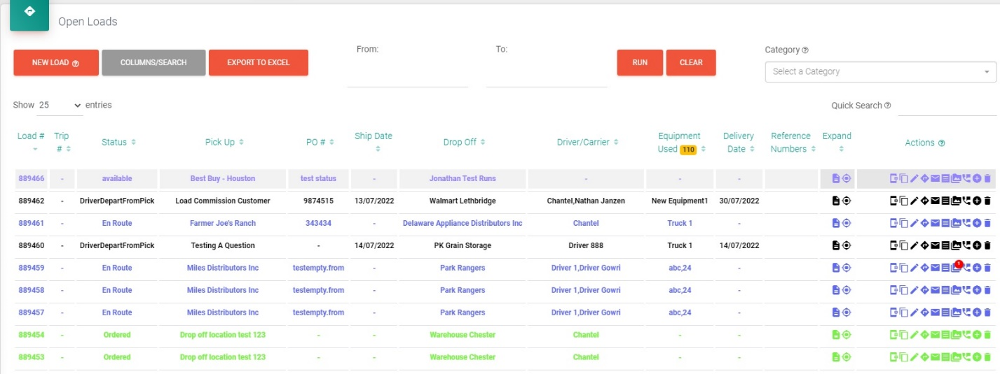 Open Loads
NEW LOAD COLUMNS/SEARCH EXPORT TO EXCEL From: To: RUN CLEAR Category
Select a Category
Show 25 entries Quick Search
Load # Trip # Status Pick Up PO # Ship Date Drop Off Driver/Carrier Equipment Used 110 Delivery Date Reference Numbers Expand Actions
889466 - available Best Buy - Houston test status - Jonathan Test Runs - - -
889462 - DriverDepartFromPick Load Commission Customer 9874515 13/07/2022 Walmart Lethbridge Chantel,Nathan Janzen New Equipment1 30/07/2022
889461 - En Route Farmer Joe's Ranch 343434 - Delaware Appliance Distributors Inc Chantel Truck 1 -
889460 - DriverDepartFromPick Testing A Question - 14/07/2022 PK Grain Storage Driver 888 Truck 1 14/07/2022
889459 - En Route Miles Distributors Inc testempty.from - Park Rangers Driver 1,Driver Gowri abc,24 - 1
889458 - En Route Miles Distributors Inc testempty.from - Park Rangers Driver 1,Driver Gowri abc,24 -
889457 - En Route Miles Distributors Inc testempty.from - Park Rangers Driver 1,Driver Gowri abc,24 -
889454 - Ordered Drop off location test 123 - - Warehouse Chester Chantel - -
889453 - Ordered Drop off location test 123 - - Warehouse Chester Chantel - -